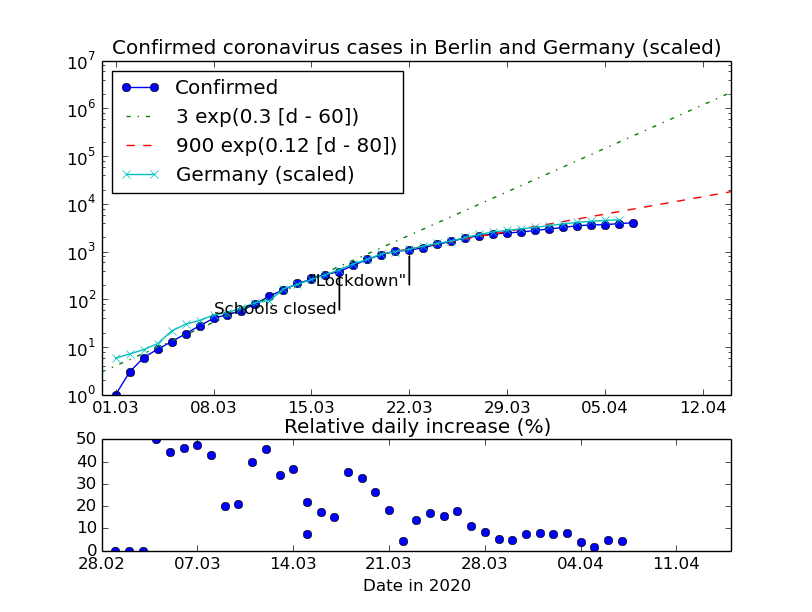 Confirmed coronavirus cases in Berlin and Germany (scaled)
10^7
10^6
10^5
10^4
10^3
10^2
10^1
10^0
Confirmed
3 exp(0.3 [d - 60])
900 exp(0.12 [d - 80])
Germany (scaled)
"Lockdown"
Schools closed
01.03 08.03 15.03 22.03 29.03 05.04 12.04
Relative daily increase (%)
50
40
30
20
10
0
28.02 07.03 14.03 21.03 28.03 04.04 11.04
Date in 2020